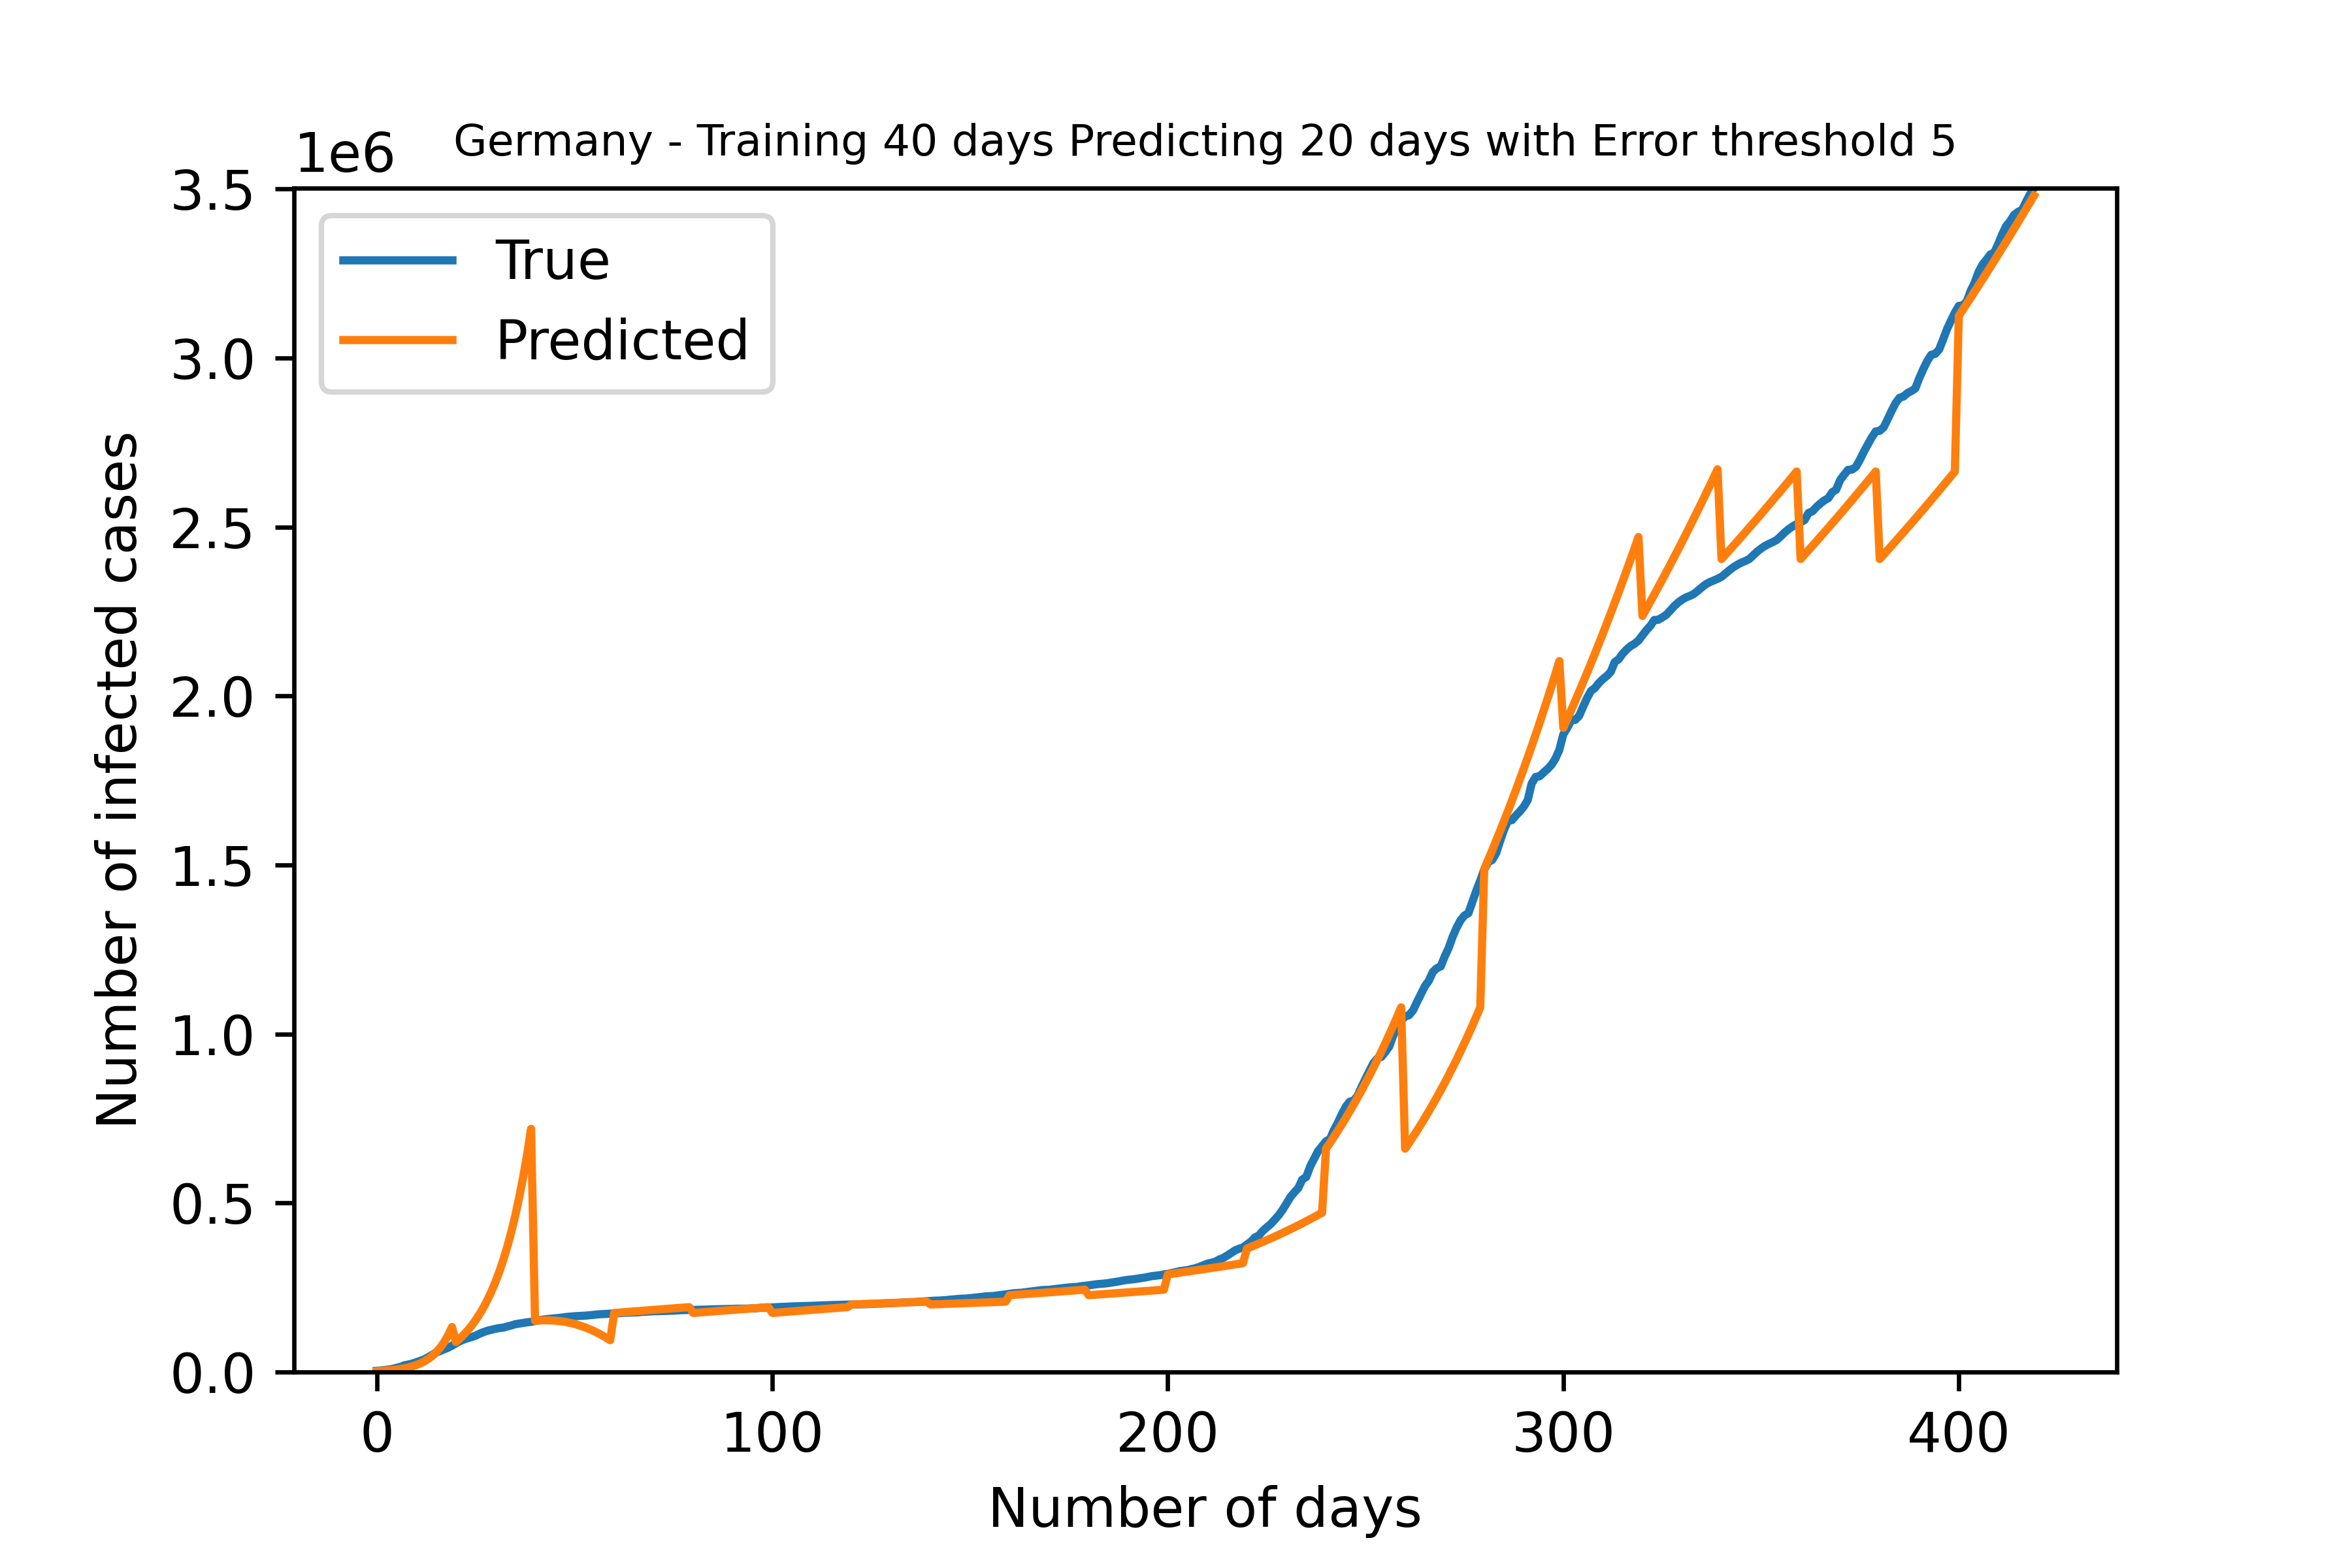 Germany - Training 40 days Predicting 20 days with Error threshold 5
1e6
True
Predicted
Number of infected cases
3.5
3.0
2.5
2.0
1.5
1.0
0.5
0.0
0 100 200 300 400
Number of days